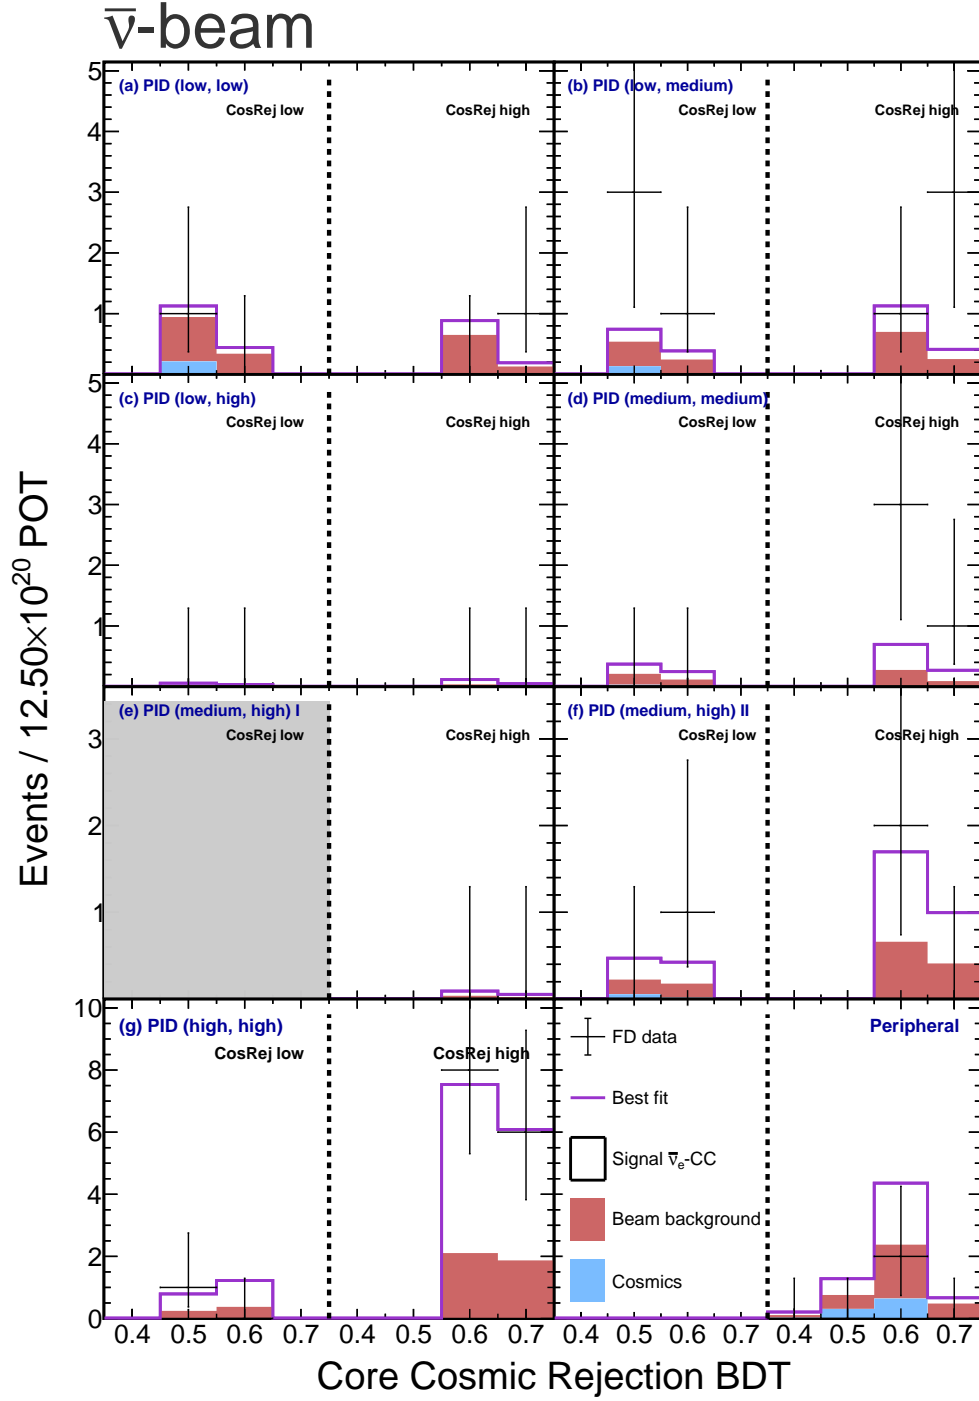 ν̄-beam
(a) PID (low, low)
CosRej low
CosRej high
(b) PID (low, medium)
CosRej low
CosRej high
5
4
3
2
1
(c) PID (low, high)
CosRej low
CosRej high
(d) PID (medium, medium)
CosRej low
CosRej high
5
4
3
2
1
(e) PID (medium, high) I
CosRej low
CosRej high
(f) PID (medium, high) II
CosRej low
CosRej high
3
2
1
(g) PID (high, high)
CosRej low
CosRej high
10
8
6
4
2
0
FD data
Best fit
Signal ν̄ₑ-CC
Beam background
Cosmics
Peripheral
0.4 0.5 0.6 0.7 0.4 0.5 0.6 0.7 0.4 0.5 0.6 0.7 0.4 0.5 0.6 0.7
Core Cosmic Rejection BDT
Events / 12.50×10²⁰ POT